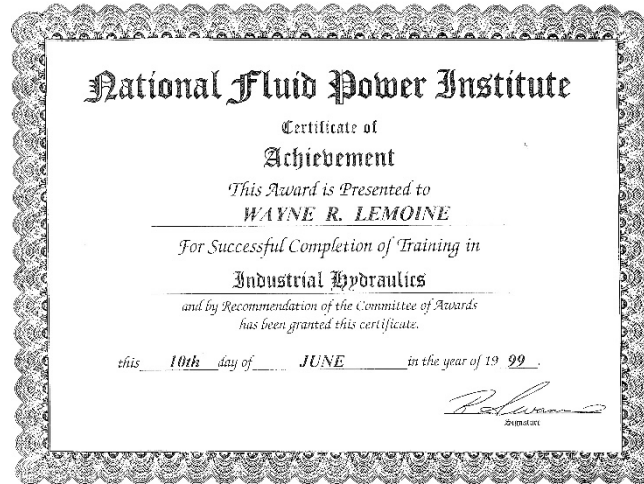 National Fluid Power Institute
Certificate of
Achievement
This Award is Presented to
WAYNE R. LEMOINE
For Successful Completion of Training in
Industrial Hydraulics
and by Recommendation of the Committee of Awards
has been granted this certificate.
this 10th day of JUNE in the year of 19 99.
Signature